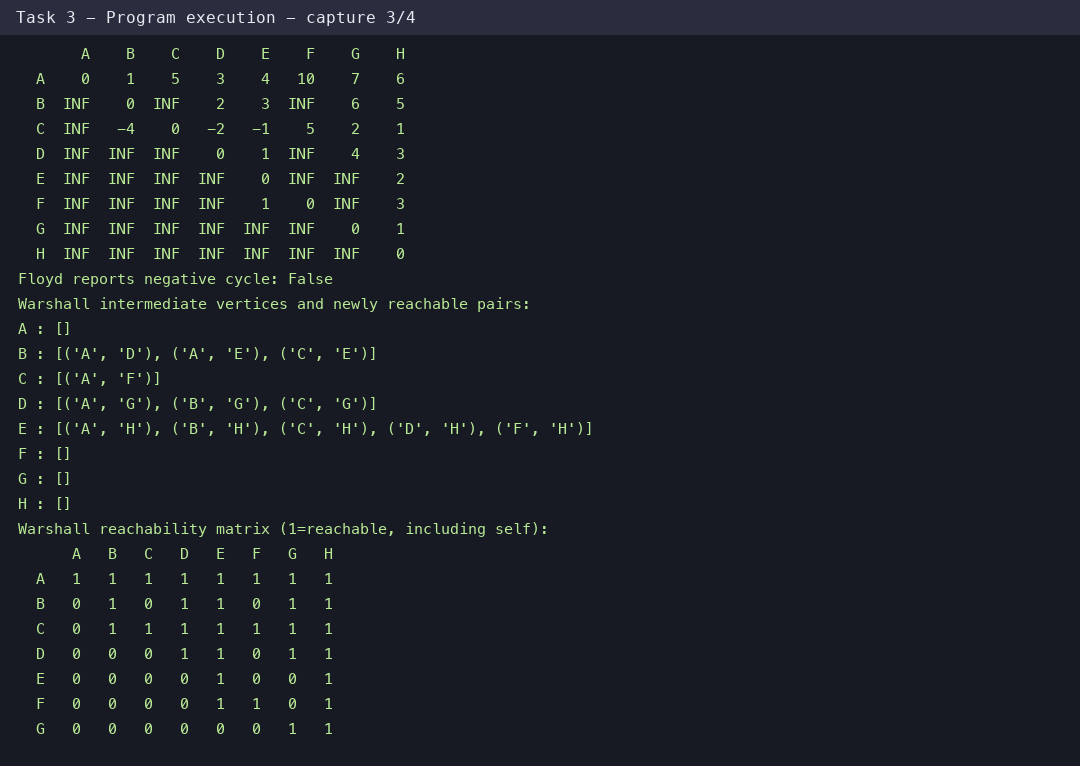 Task 3 — Program execution — capture 3/4
A B C D E F G H
A 0 1 5 3 4 10 7 6
B INF 0 INF 2 3 INF 6 5
C INF −4 0 −2 −1 5 2 1
D INF INF INF 0 1 INF 4 3
E INF INF INF INF 0 INF INF 2
F INF INF INF INF 1 0 INF 3
G INF INF INF INF INF INF 0 1
H INF INF INF INF INF INF INF 0
Floyd reports negative cycle: False
Warshall intermediate vertices and newly reachable pairs:
A : []
B : [('A', 'D'), ('A', 'E'), ('C', 'E')]
C : [('A', 'F')]
D : [('A', 'G'), ('B', 'G'), ('C', 'G')]
E : [('A', 'H'), ('B', 'H'), ('C', 'H'), ('D', 'H'), ('F', 'H')]
F : []
G : []
H : []
Warshall reachability matrix (1=reachable, including self):
A B C D E F G H
A 1 1 1 1 1 1 1 1
B 0 1 0 1 1 0 1 1
C 0 1 1 1 1 1 1 1
D 0 0 0 1 1 0 1 1
E 0 0 0 0 1 0 0 1
F 0 0 0 0 1 1 0 1
G 0 0 0 0 0 0 1 1